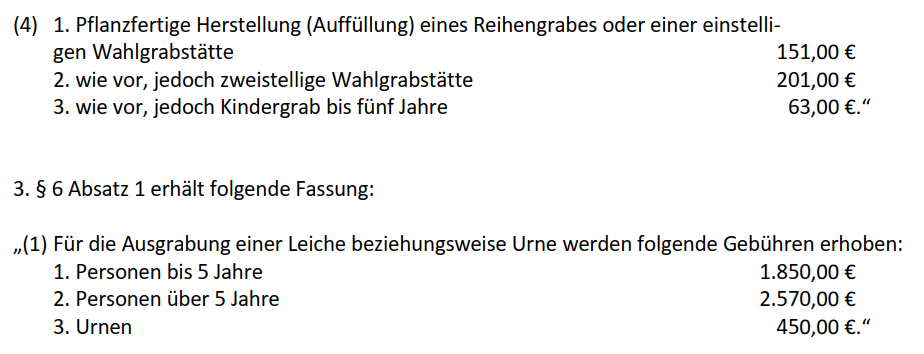 (4) 1. Pflanzfertige Herstellung (Auffüllung) eines Reihengrabes oder einer einstelli-
gen Wahlgrabstätte 151,00 €
2. wie vor, jedoch zweistellige Wahlgrabstätte 201,00 €
3. wie vor, jedoch Kindergrab bis fünf Jahre 63,00 €.“
3. § 6 Absatz 1 erhält folgende Fassung:
„(1) Für die Ausgrabung einer Leiche beziehungsweise Urne werden folgende Gebühren erhoben:
1. Personen bis 5 Jahre 1.850,00 €
2. Personen über 5 Jahre 2.570,00 €
3. Urnen 450,00 €.“